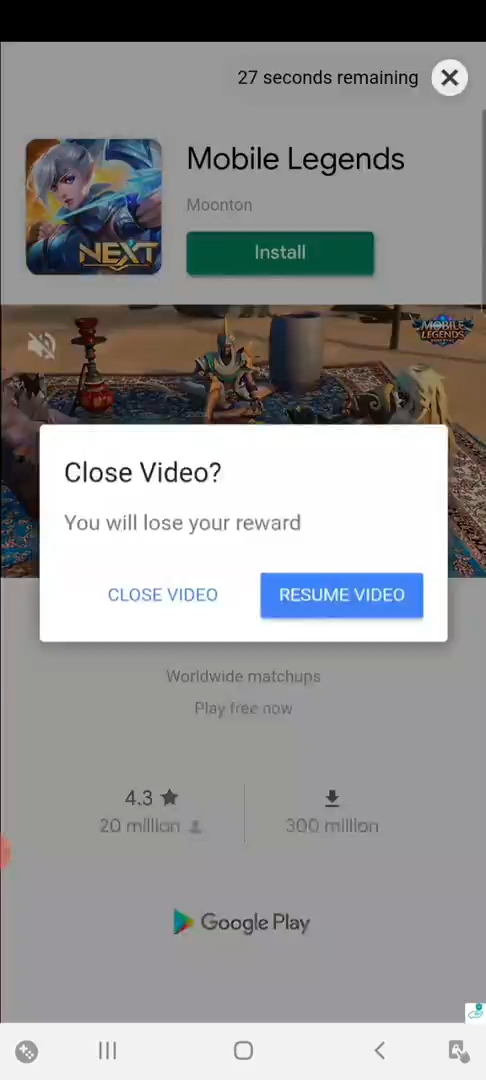 27 seconds remaining
Mobile Legends
Moonton
NEXT
Install
MOBILE
LEGENDS
Close Video?
You will lose your reward
CLOSE VIDEO
RESUME VIDEO
Worldwide matchups
Play free now
4.3
20 million
300 million
Google Play